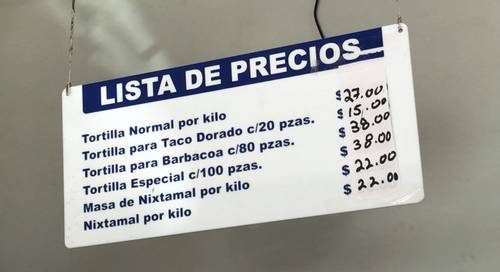 LISTA DE PRECIOS
Tortilla Normal por kilo $27.00
Tortilla para Taco Dorado c/20 pzas. $15.00
Tortilla para Barbacoa c/80 pzas. $38.00
Tortilla Especial c/100 pzas. $38.00
Masa de Nixtamal por kilo $22.00
Nixtamal por kilo $22.00